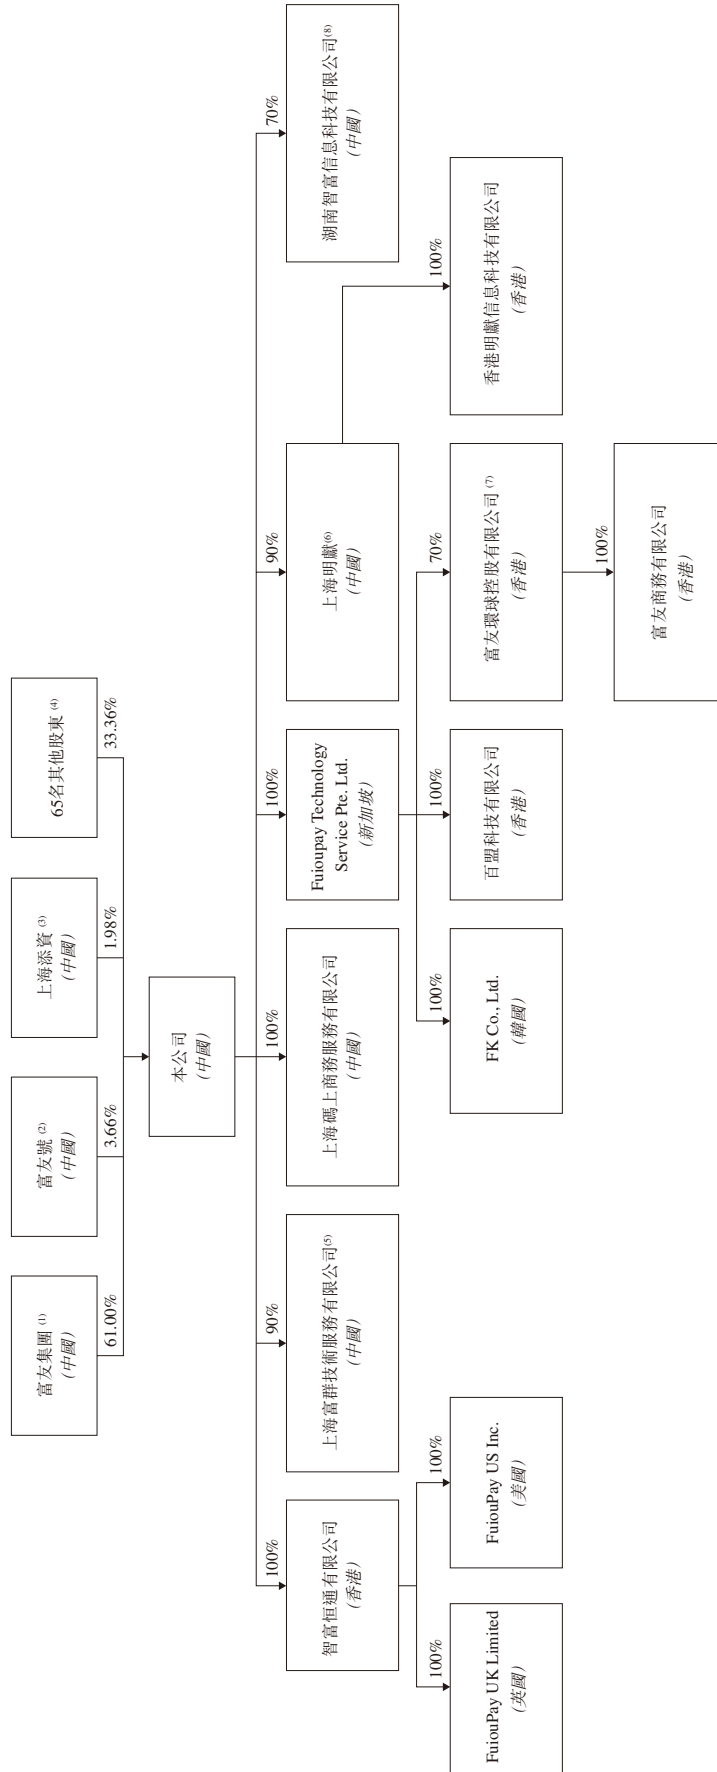 富友集團 (1)
(中國)
富友號 (2)
(中國)
上海添資 (3)
(中國)
65名其他股東 (4)
61.00%
3.66%
1.98%
33.36%
本公司
(中國)
100%
90%
100%
100%
90%
70%
智富恒通有限公司
(香港)
上海富群技術服務有限公司(5)
(中國)
上海碼上商務服務有限公司
(中國)
Fuioupay Technology
Service Pte. Ltd.
(新加坡)
上海明獻(6)
(中國)
湖南智富信息科技有限公司(8)
(中國)
100%
100%
100%
100%
70%
100%
FuiouPay UK Limited
(英國)
FuiouPay US Inc.
(美國)
FK Co., Ltd.
(韓國)
百盟科技有限公司
(香港)
富友環球控股有限公司 (7)
(香港)
香港明獻信息科技有限公司
(香港)
100%
富友商務有限公司
(香港)